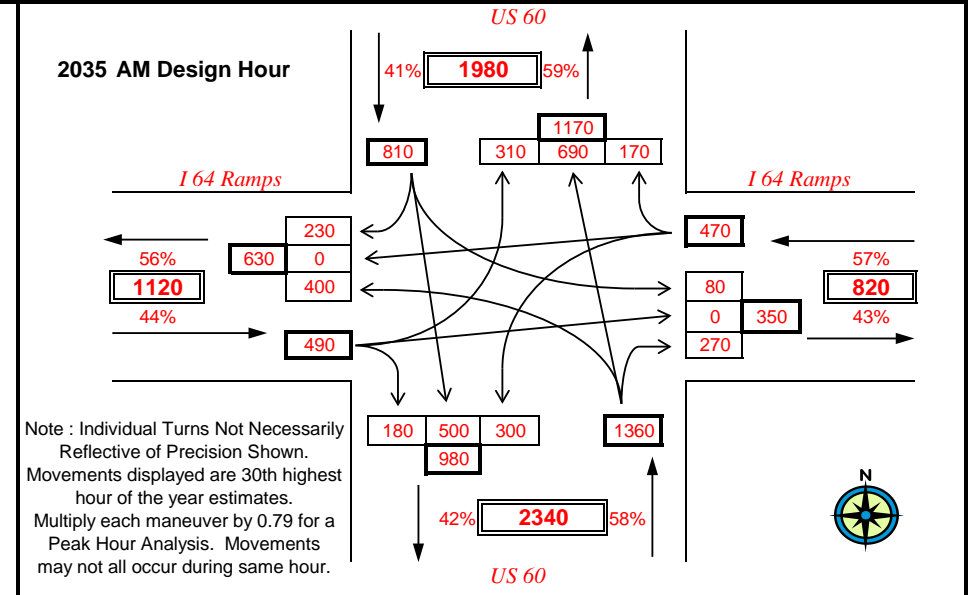 US 60
2035 AM Design Hour
41% 1980 59%
1170
810 310 690 170
I 64 Ramps I 64 Ramps
230 470
56% 630 0 57%
1120 400 80 820
44% 0 350 43%
490 270
180 500 300 1360
980
Note : Individual Turns Not Necessarily
Reflective of Precision Shown.
Movements displayed are 30th highest
hour of the year estimates.
Multiply each maneuver by 0.79 for a
Peak Hour Analysis. Movements
may not all occur during same hour.
N
42% 2340 58%
US 60